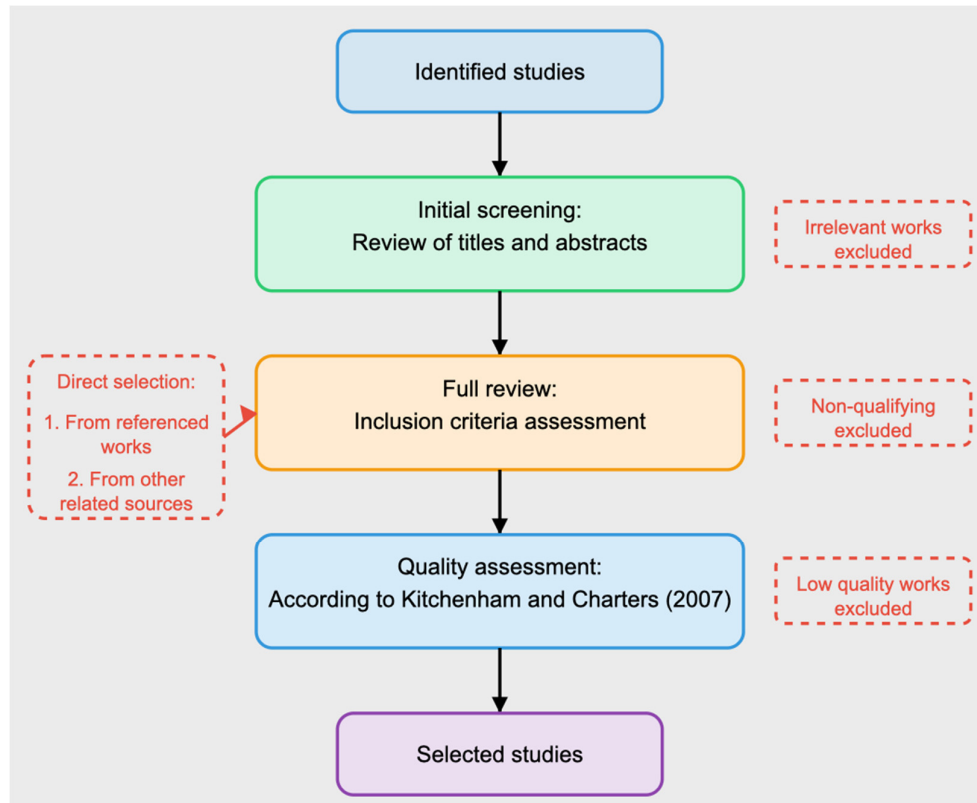 Identified studies
Initial screening:
Review of titles and abstracts
Irrelevant works
excluded
Direct selection:
1. From referenced
works
2. From other
related sources
Full review:
Inclusion criteria assessment
Non-qualifying
excluded
Quality assessment:
According to Kitchenham and Charters (2007)
Low quality works
excluded
Selected studies